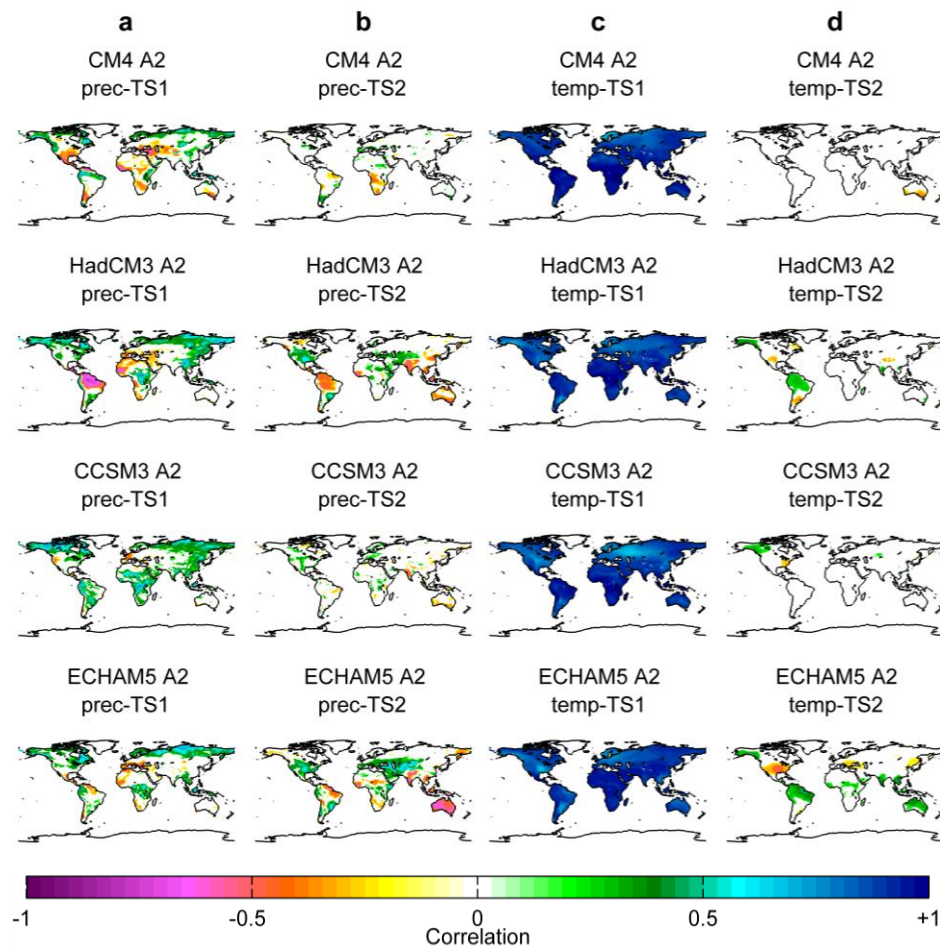 a b c d
CM4 A2 CM4 A2 CM4 A2 CM4 A2
prec-TS1 prec-TS2 temp-TS1 temp-TS2
HadCM3 A2 HadCM3 A2 HadCM3 A2 HadCM3 A2
prec-TS1 prec-TS2 temp-TS1 temp-TS2
CCSM3 A2 CCSM3 A2 CCSM3 A2 CCSM3 A2
prec-TS1 prec-TS2 temp-TS1 temp-TS2
ECHAM5 A2 ECHAM5 A2 ECHAM5 A2 ECHAM5 A2
prec-TS1 prec-TS2 temp-TS1 temp-TS2
-1 -0.5 0 0.5 +1
Correlation